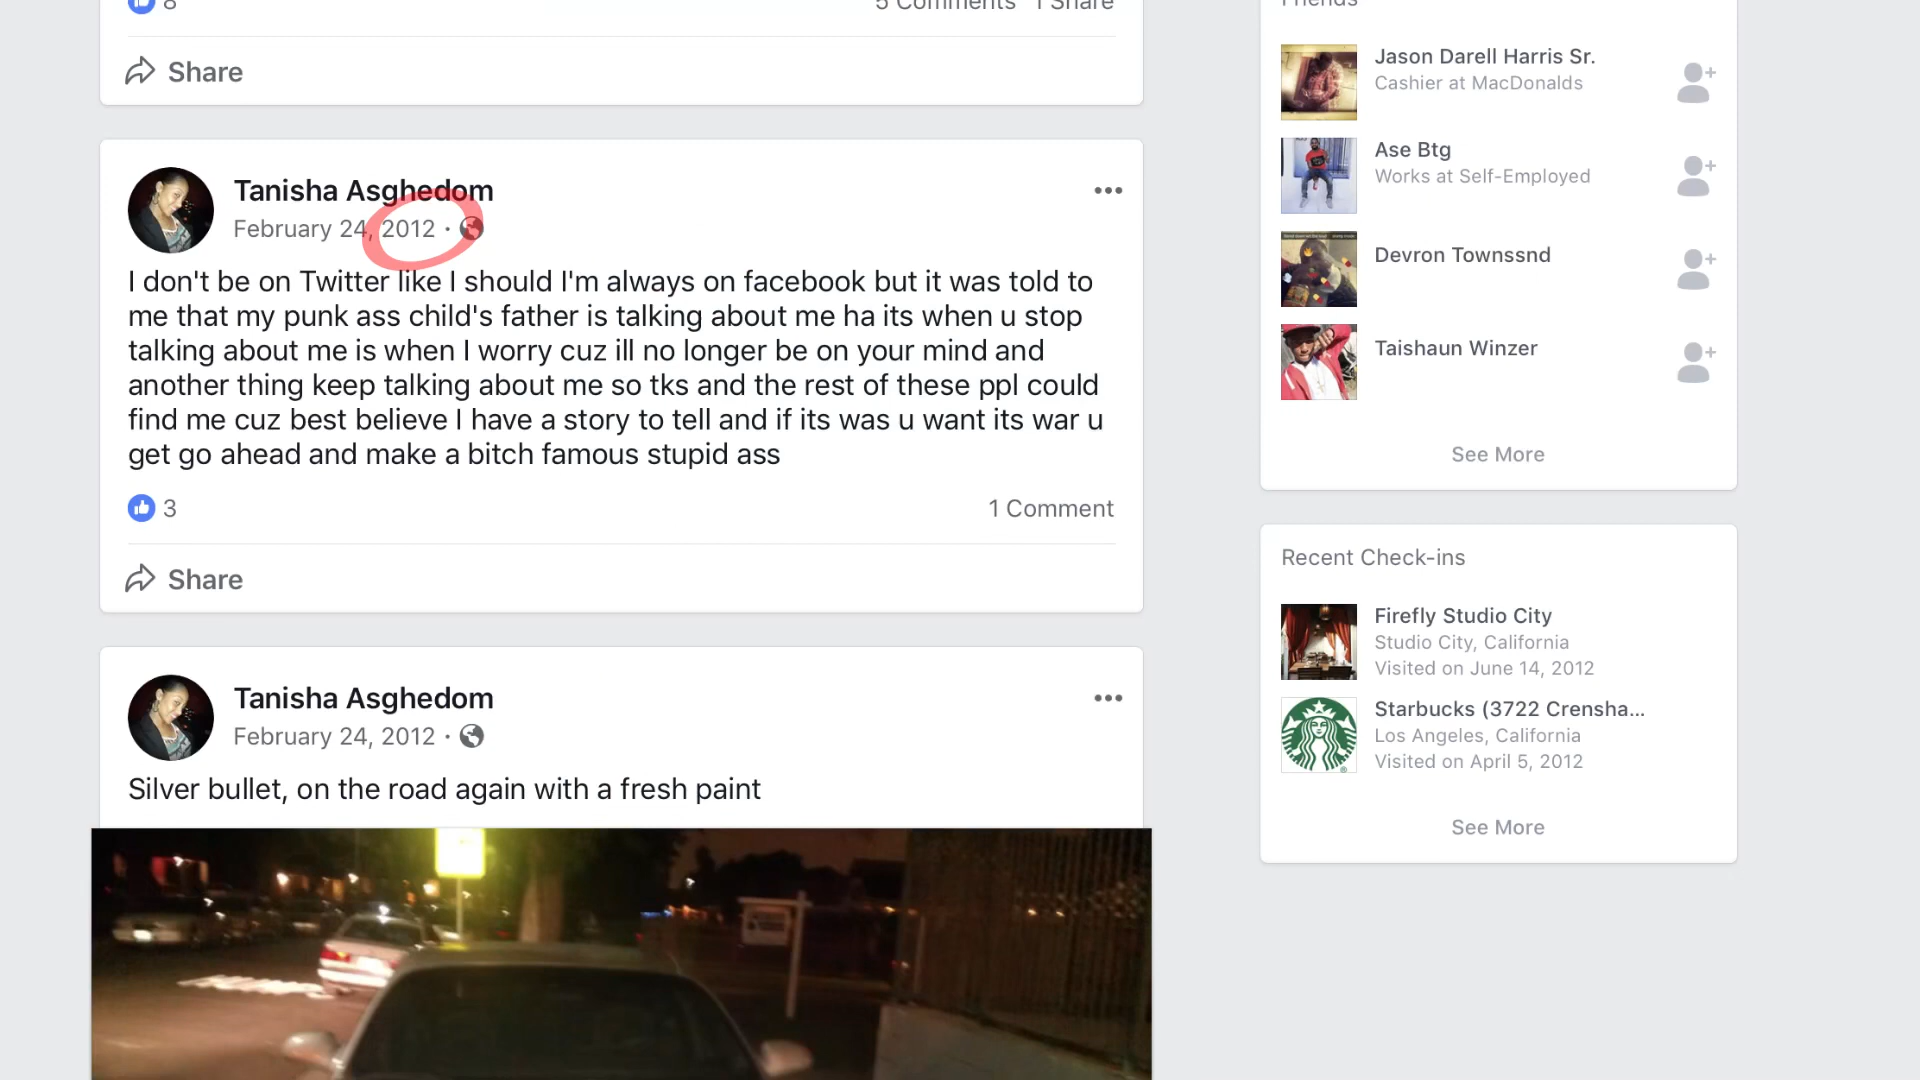 8
5 Comments 1 Share
Share
Tanisha Asghedom
February 24, 2012 ·
I don't be on Twitter like I should I'm always on facebook but it was told to
me that my punk ass child's father is talking about me ha its when u stop
talking about me is when I worry cuz ill no longer be on your mind and
another thing keep talking about me so tks and the rest of these ppl could
find me cuz best believe I have a story to tell and if its was u want its war u
get go ahead and make a bitch famous stupid ass
3
1 Comment
Share
Tanisha Asghedom
February 24, 2012 ·
Silver bullet, on the road again with a fresh paint
Friends
Jason Darell Harris Sr.
Cashier at MacDonalds
Ase Btg
Works at Self-Employed
Devron Townssnd
Taishaun Winzer
See More
Recent Check-ins
Firefly Studio City
Studio City, California
Visited on June 14, 2012
Starbucks (3722 Crensha...
Los Angeles, California
Visited on April 5, 2012
See More